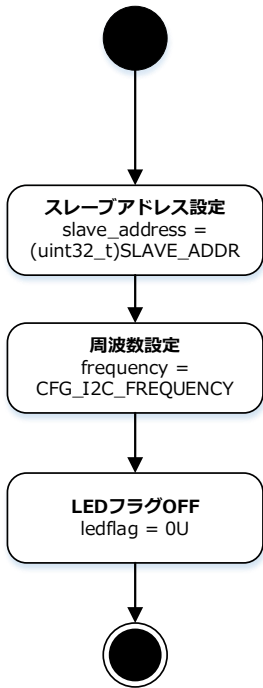 スレーブアドレス設定
slave_address =
(uint32_t)SLAVE_ADDR
周波数設定
frequency =
CFG_I2C_FREQUENCY
LEDフラグOFF
ledflag = 0U